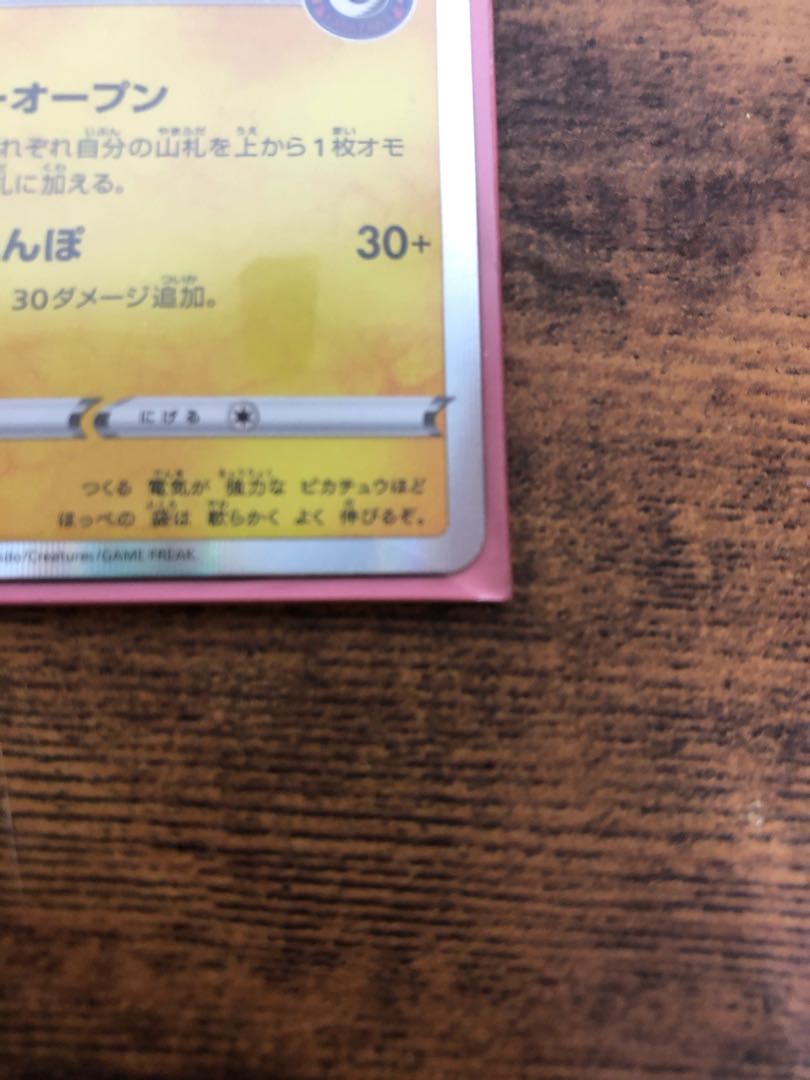 ーオープン
れぞれ自分の山札を上から1枚オモ
札に加える。
んぽ 30+
30ダメージ追加。
にげる
つくる 電気が 強力な ピカチュウほど
ほっぺの 袋は 軟らかく よく 伸びるぞ。
/Creatures/GAME FREAK.